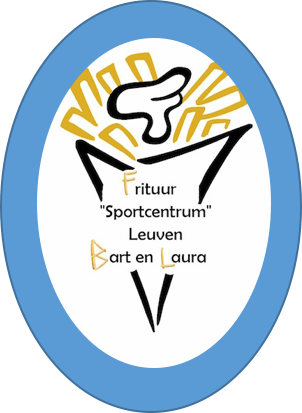 Frituur
"Sportcentrum"
Leuven
Bart en Laura